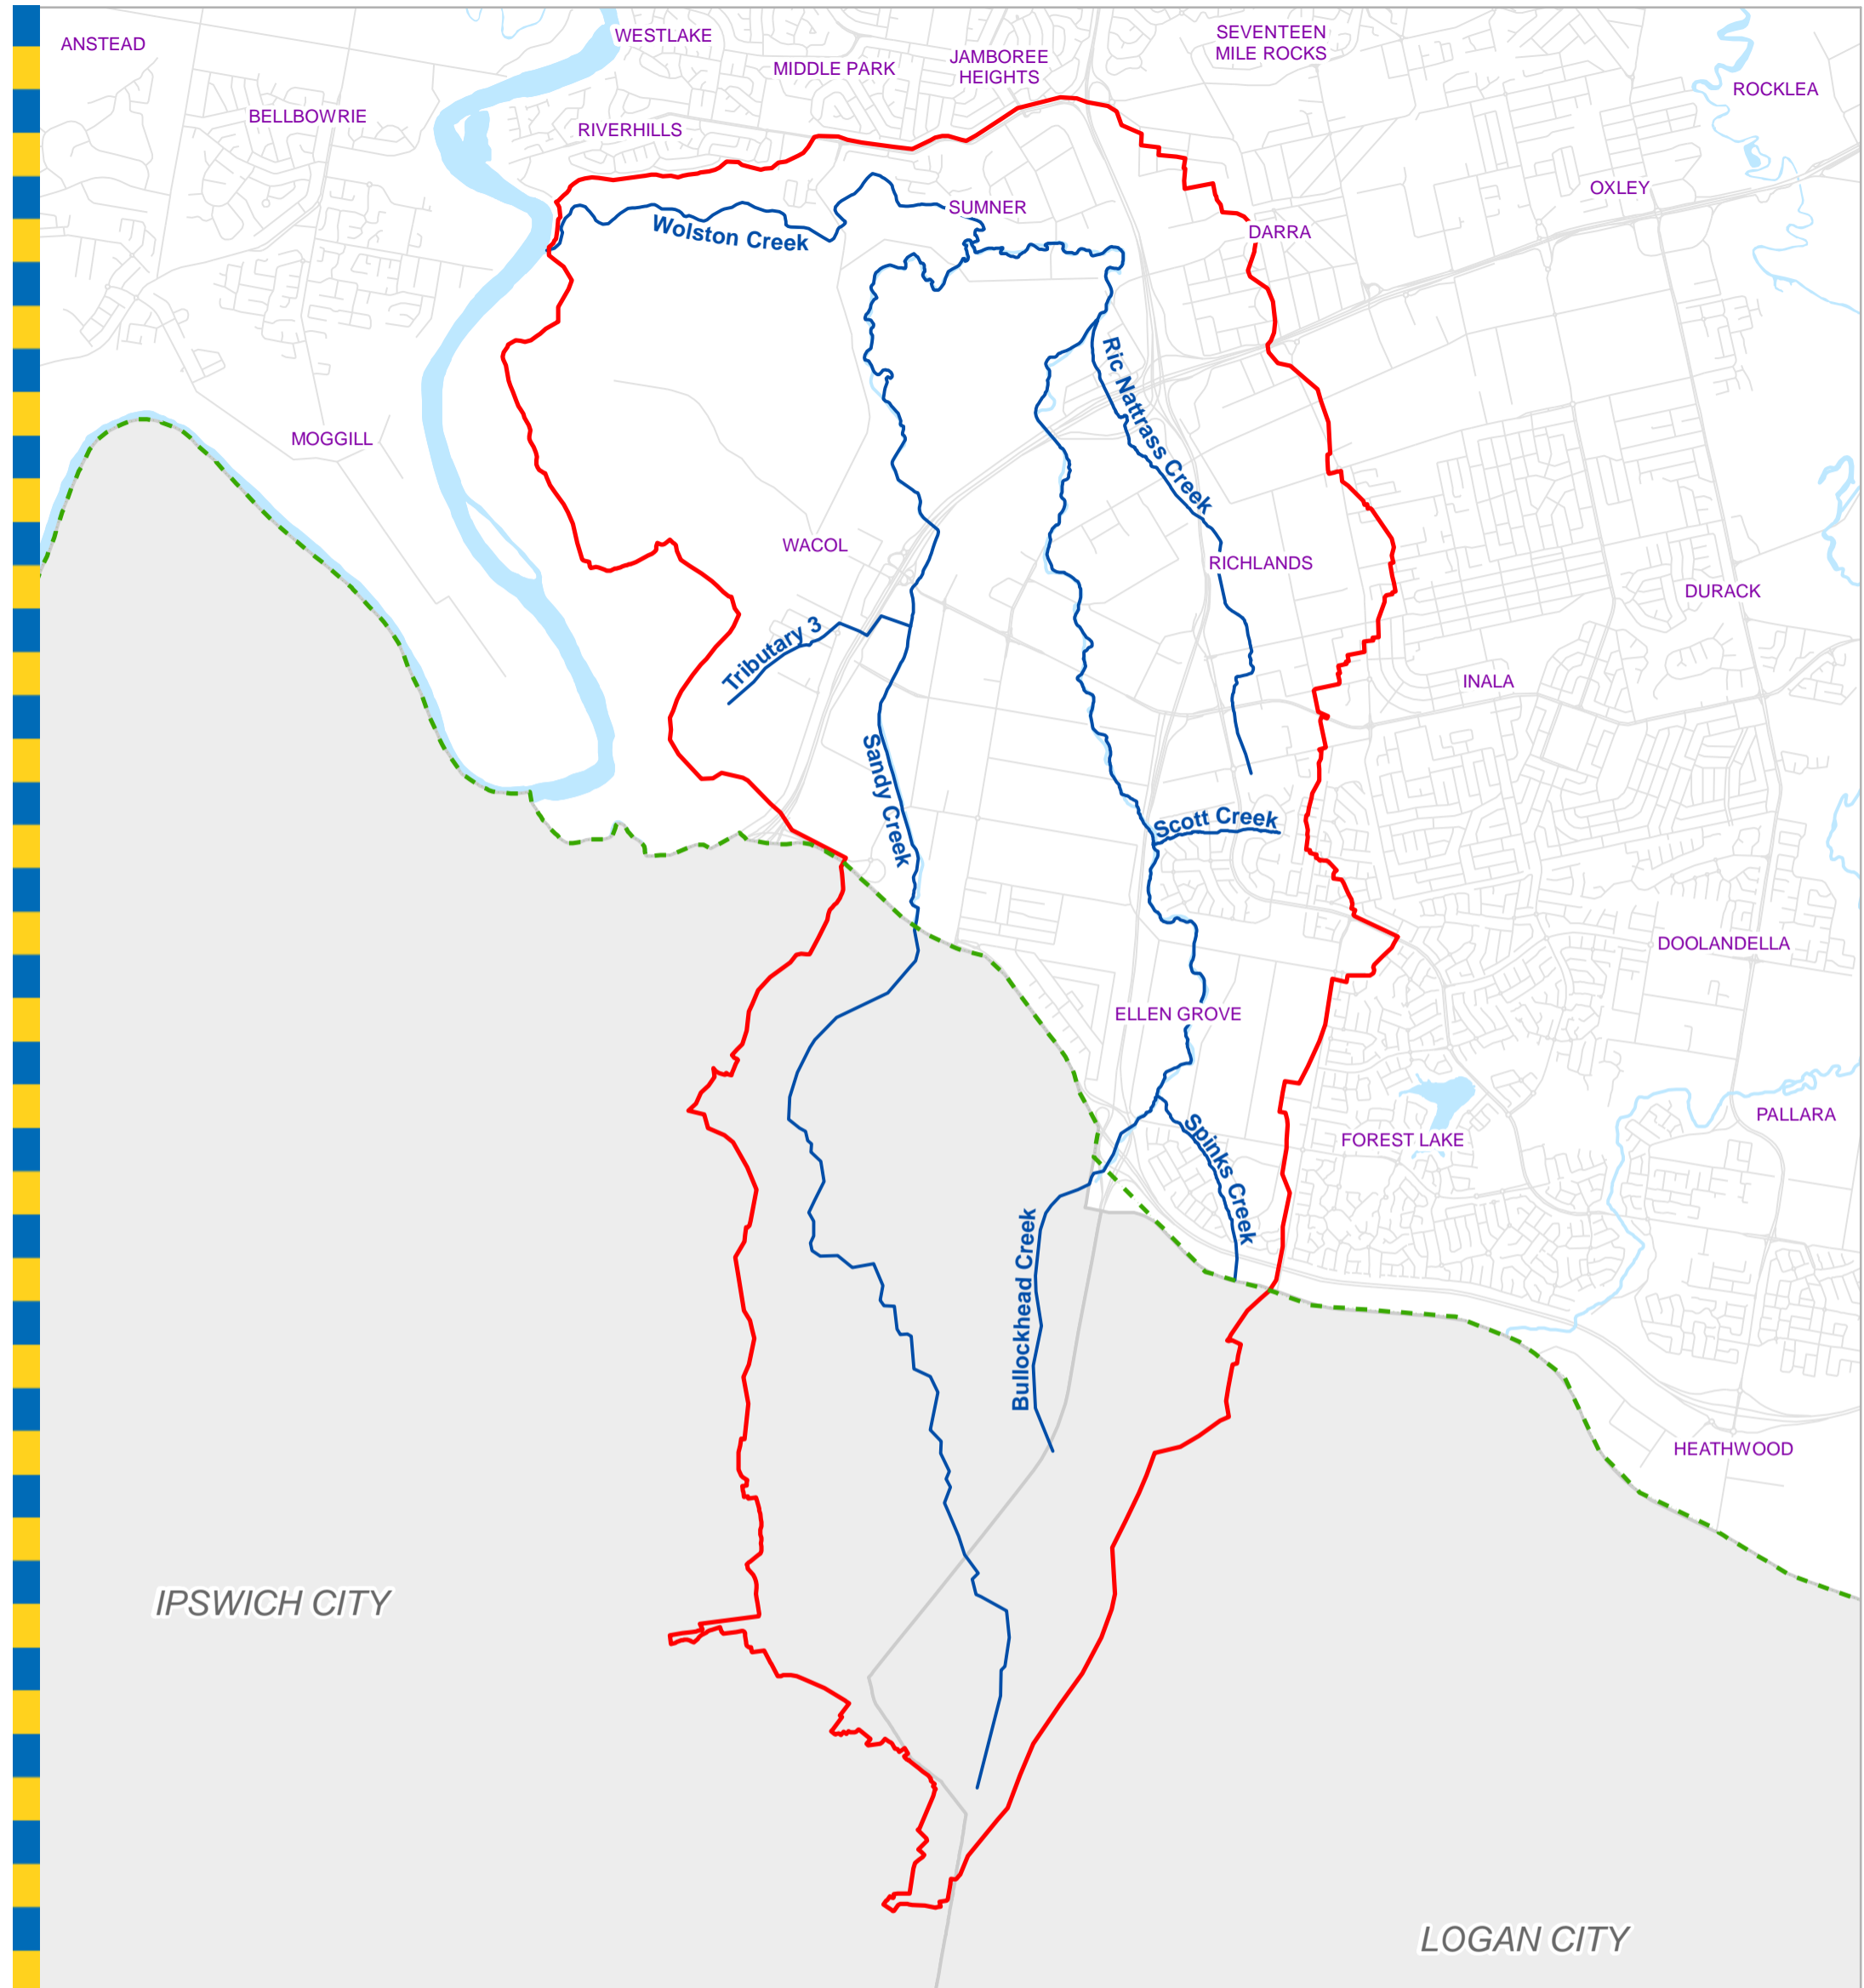 WESTLAKE
SEVENTEEN
MILE ROCKS
ANSTEAD
JAMBOREE
HEIGHTS
MIDDLE PARK
ROCKLEA
BELLBOWRIE
RIVERHILLS
OXLEY
SUMNER
DARRA
Wolston Creek
Ric Nattrass Creek
MOGGILL
WACOL
RICHLANDS
DURACK
Tributary 3
INALA
Sandy Creek
Scott Creek
DOOLANDELLA
ELLEN GROVE
PALLARA
FOREST LAKE
Spinks Creek
Bullockhead Creek
HEATHWOOD
IPSWICH CITY
LOGAN CITY